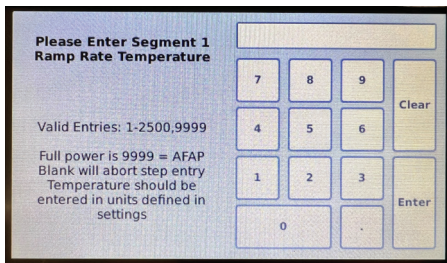 Please Enter Segment 1
Ramp Rate Temperature
Valid Entries: 1-2500,9999
Full power is 9999 = AFAP
Blank will abort step entry
Temperature should be
entered in units defined in
settings
7 8 9
Clear
4 5 6
1 2 3
Enter
0 .